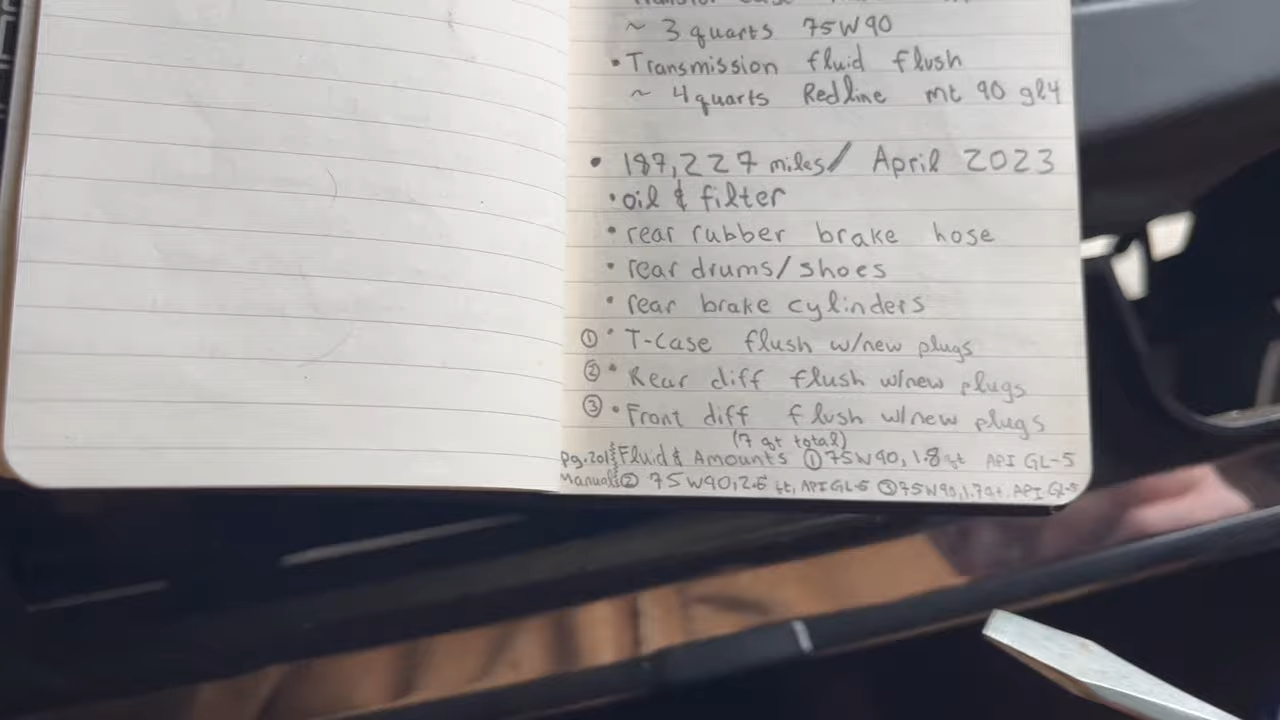 ~ 3 quarts 75W90
• Transmission fluid flush
~ 4 quarts Redline mt 90 gl4
• 187,227 miles/ April 2023
• oil & filter
• rear rubber brake hose
• rear drums/shoes
• rear brake cylinders
① • T-Case flush w/new plugs
② • Rear diff flush w/new plugs
③ • Front diff flush w/new plugs
(7 qt total)
pg.201 Fluid & Amounts ① 75W90, 1.8 qt API GL-5
Manual ② 75W90, 2.6 qt, API GL-5 ③ 75W90, 1.7 qt, API GL-5